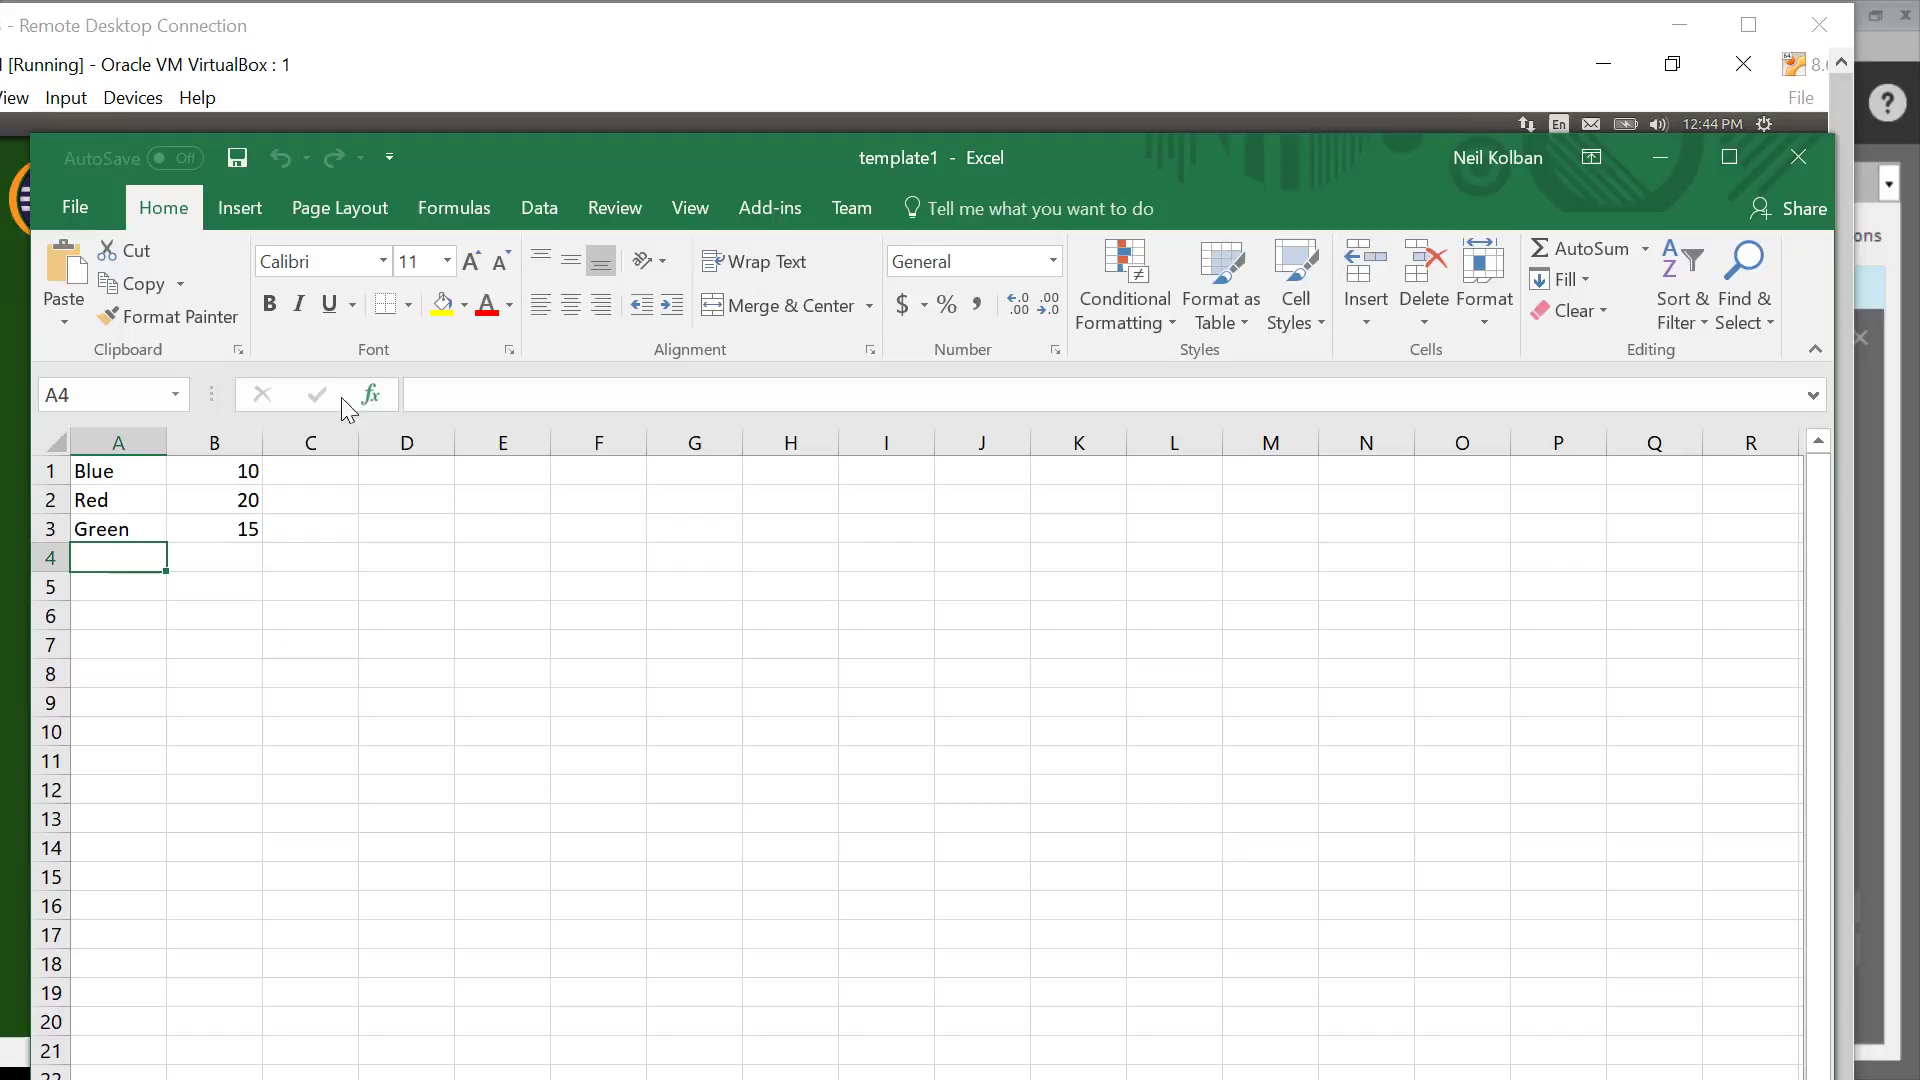 - Remote Desktop Connection
[Running] - Oracle VM VirtualBox : 1
8.
View Input Devices Help
File
En 12:44 PM
AutoSave Off
template1 - Excel
Neil Kolban
File Home Insert Page Layout Formulas Data Review View Add-ins Team Tell me what you want to do Share
ons
Paste
Cut
Copy
Format Painter
Clipboard
Calibri 11
B I U
Font
Wrap Text
Merge & Center
Alignment
General
$ % ,
Number
Conditional Formatting
Format as Table
Cell Styles
Styles
Insert Delete Format
Cells
AutoSum
Fill
Clear
Sort & Filter
Find & Select
Editing
A4
fx
A B C D E F G H I J K L M N O P Q R
1 Blue 10
2 Red 20
3 Green 15
4
5
6
7
8
9
10
11
12
13
14
15
16
17
18
19
20
21
22